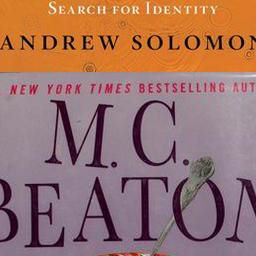 SEARCH FOR IDENTITY
ANDREW SOLOMON
NEW YORK TIMES BESTSELLING AUT
M.C.
BEATON